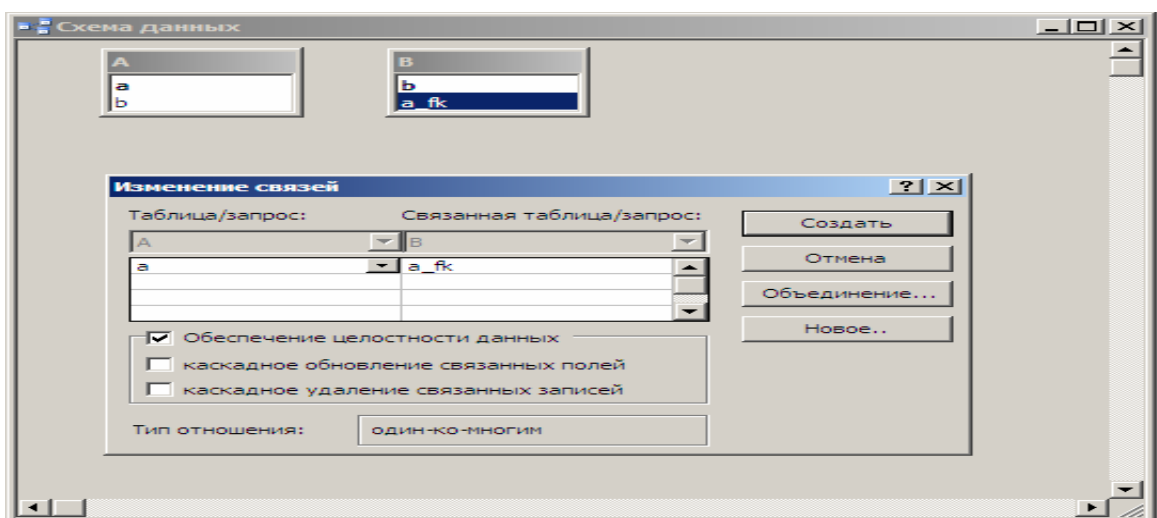 Схема данных
A
a
b
B
b
a_fk
Изменение связей
Таблица/запрос: Связанная таблица/запрос:
A B
a a_fk
Обеспечение целостности данных
каскадное обновление связанных полей
каскадное удаление связанных записей
Тип отношения: один-ко-многим
Создать
Отмена
Объединение...
Новое..